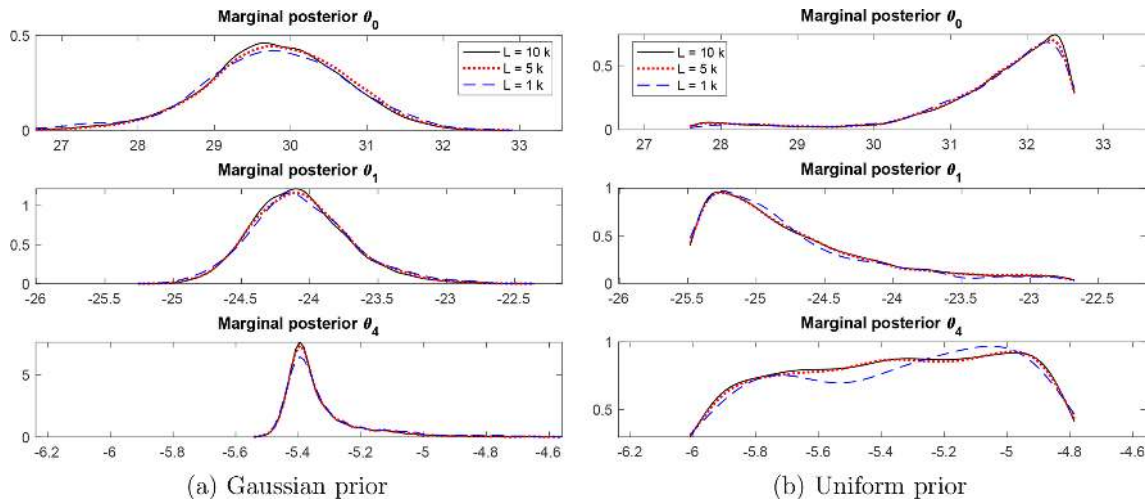 Marginal posterior θ0
0.5
0
27 28 29 30 31 32 33
L = 10 k
L = 5 k
L = 1 k
Marginal posterior θ1
1
0.5
0
-26 -25.5 -25 -24.5 -24 -23.5 -23 -22.5
Marginal posterior θ4
5
0
-6.2 -6 -5.8 -5.6 -5.4 -5.2 -5 -4.8 -4.6
(a) Gaussian prior
Marginal posterior θ0
0.5
0
27 28 29 30 31 32 33
L = 10 k
L = 5 k
L = 1 k
Marginal posterior θ1
1
0.5
0
-26 -25.5 -25 -24.5 -24 -23.5 -23 -22.5
Marginal posterior θ4
1
0.5
-6.2 -6 -5.8 -5.6 -5.4 -5.2 -5 -4.8 -4.6
(b) Uniform prior